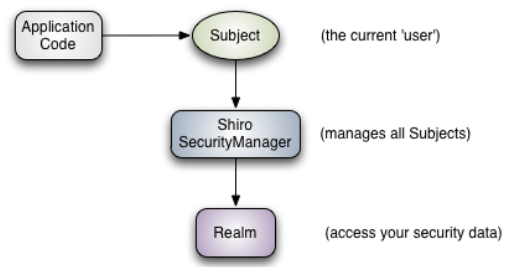 Application
Code
Subject
(the current 'user')
Shiro
SecurityManager
(manages all Subjects)
Realm
(access your security data)